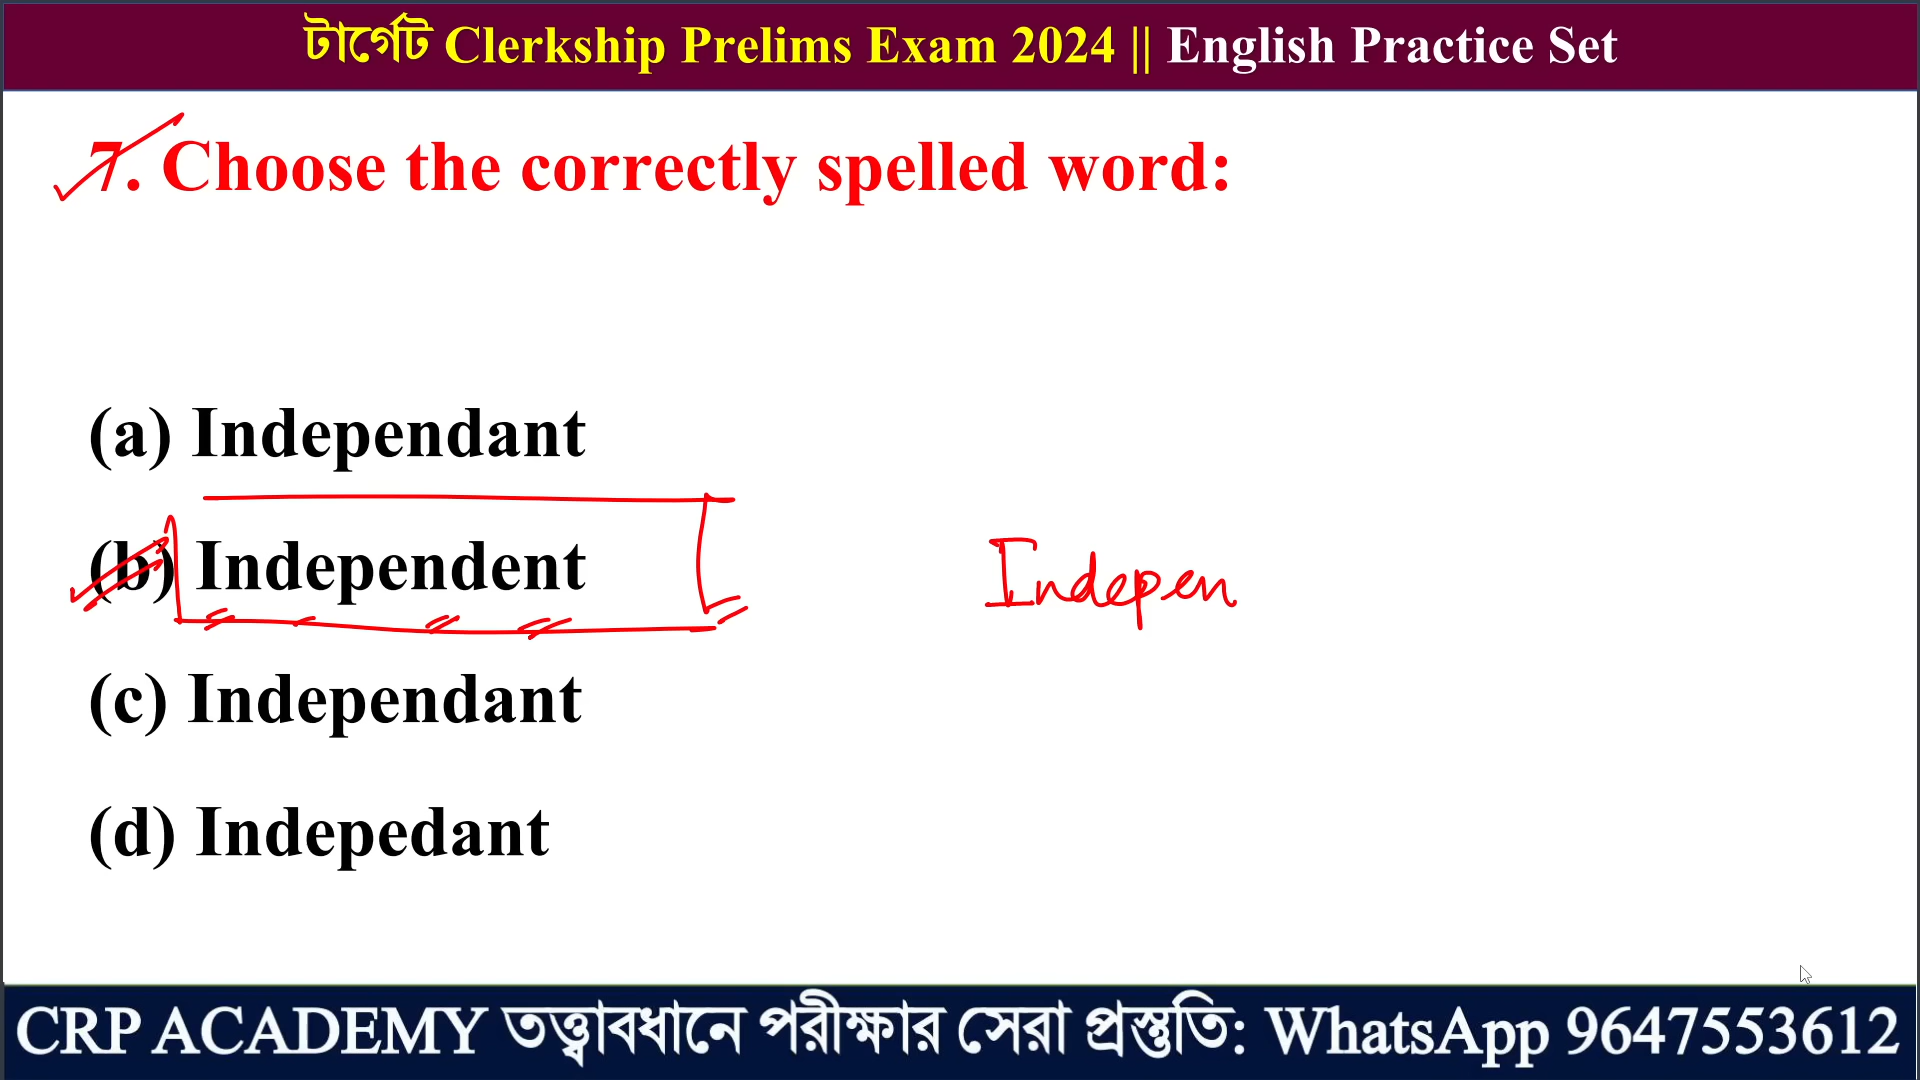 টার্গেট Clerkship Prelims Exam 2024 || English Practice Set
7. Choose the correctly spelled word:
(a) Independant
(b) Independent
Indepen
(c) Independant
(d) Indepedant
CRP ACADEMY তত্ত্বাবধানে পরীক্ষার সেরা প্রস্তুতি: WhatsApp 9647553612